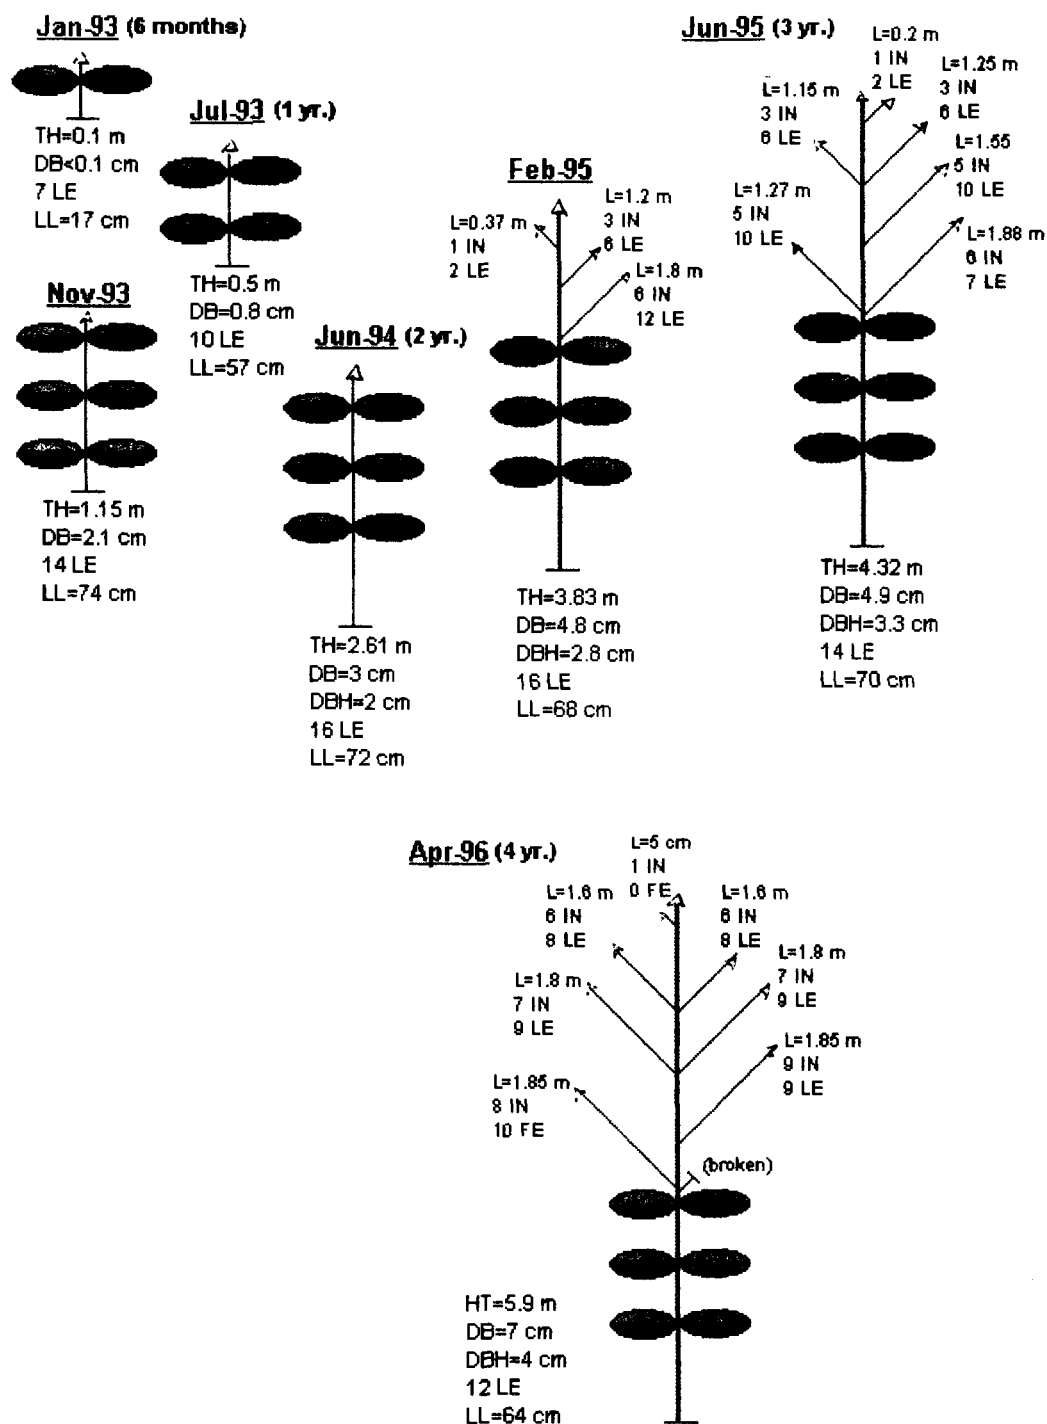 Jan-93 (6 months)
TH=0.1 m
DB<0.1 cm
7 LE
LL=17 cm
Jul-93 (1 yr.)
TH=0.5 m
DB=0.8 cm
10 LE
LL=57 cm
Nov-93
TH=1.15 m
DB=2.1 cm
14 LE
LL=74 cm
Jun-94 (2 yr.)
TH=2.61 m
DB=3 cm
DBH=2 cm
16 LE
LL=72 cm
Feb-95
L=0.37 m
1 IN
2 LE
L=1.2 m
3 IN
6 LE
L=1.8 m
6 IN
12 LE
TH=3.83 m
DB=4.8 cm
DBH=2.8 cm
16 LE
LL=68 cm
Jun-95 (3 yr.)
L=0.2 m
1 IN
2 LE
L=1.15 m
3 IN
6 LE
L=1.25 m
3 IN
6 LE
L=1.55
5 IN
10 LE
L=1.27 m
5 IN
10 LE
L=1.88 m
6 IN
7 LE
TH=4.32 m
DB=4.9 cm
DBH=3.3 cm
14 LE
LL=70 cm
Apr-96 (4 yr.)
L=5 cm
1 IN
0 FE
L=1.6 m
6 IN
8 LE
L=1.6 m
6 IN
8 LE
L=1.8 m
7 IN
9 LE
L=1.8 m
7 IN
9 LE
L=1.85 m
9 IN
9 LE
L=1.85 m
8 IN
10 FE
(broken)
HT=5.9 m
DB=7 cm
DBH=4 cm
12 LE
LL=64 cm